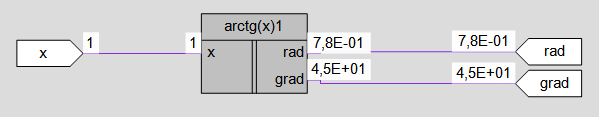 arctg(x)1
x 1 1 x rad 7,8E-01 7,8E-01 rad
grad 4,5E+01 4,5E+01 grad